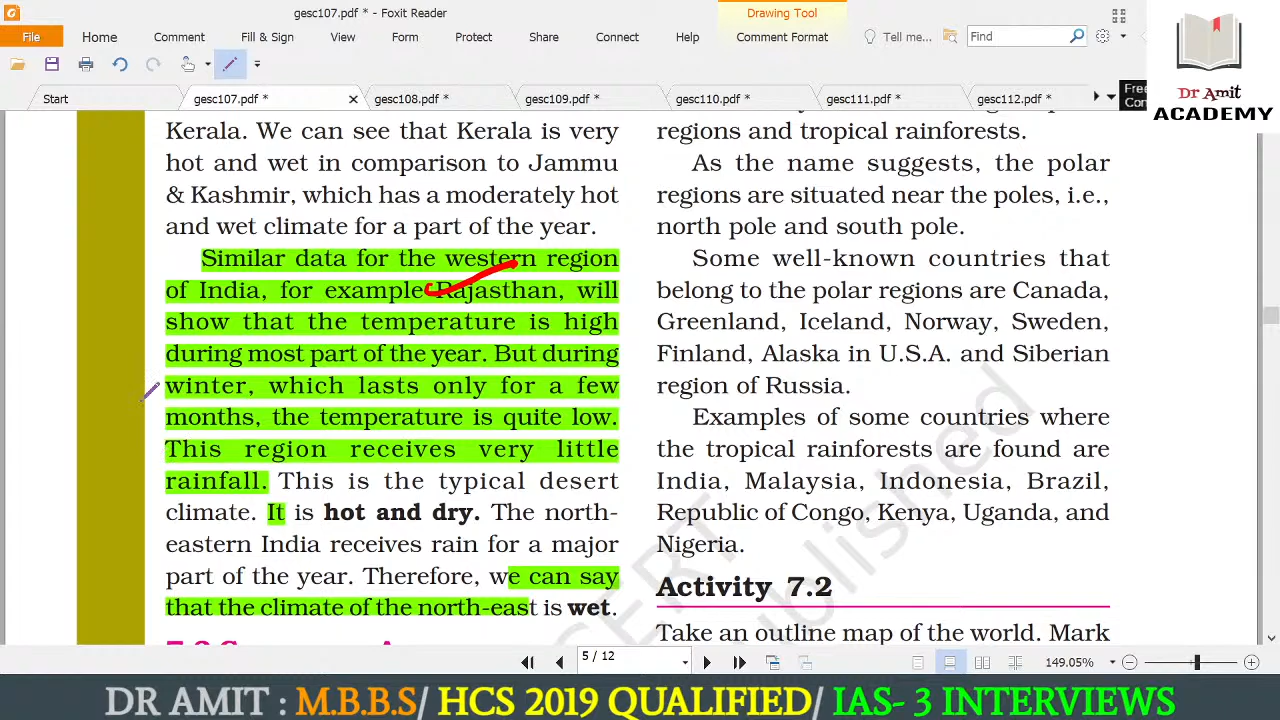 gesc107.pdf * - Foxit Reader
Drawing Tool
File Home Comment Fill & Sign View Form Protect Share Connect Help Comment Format Tell me... Find
Start gesc107.pdf * gesc108.pdf * gesc109.pdf * gesc110.pdf * gesc111.pdf * gesc112.pdf * Free
Dr Amit
ACADEMY
Kerala. We can see that Kerala is very
hot and wet in comparison to Jammu
& Kashmir, which has a moderately hot
and wet climate for a part of the year.
Similar data for the western region
of India, for example Rajasthan, will
show that the temperature is high
during most part of the year. But during
winter, which lasts only for a few
months, the temperature is quite low.
This region receives very little
rainfall. This is the typical desert
climate. It is hot and dry. The north-
eastern India receives rain for a major
part of the year. Therefore, we can say
that the climate of the north-east is wet.
regions and tropical rainforests.
As the name suggests, the polar
regions are situated near the poles, i.e.,
north pole and south pole.
Some well-known countries that
belong to the polar regions are Canada,
Greenland, Iceland, Norway, Sweden,
Finland, Alaska in U.S.A. and Siberian
region of Russia.
Examples of some countries where
the tropical rainforests are found are
India, Malaysia, Indonesia, Brazil,
Republic of Congo, Kenya, Uganda, and
Nigeria.
Activity 7.2
Take an outline map of the world. Mark
5 / 12
149.05%
DR AMIT : M.B.B.S/ HCS 2019 QUALIFIED/ IAS- 3 INTERVIEWS